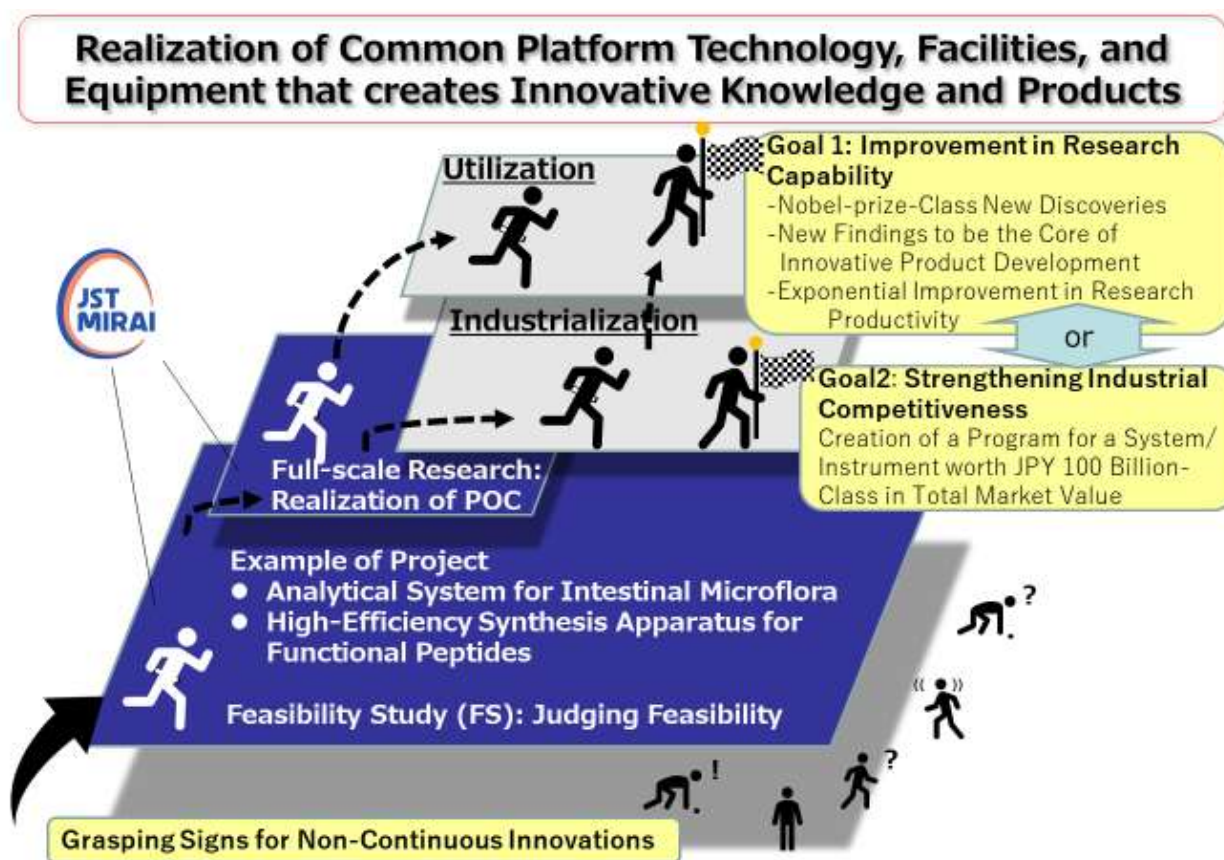 Realization of Common Platform Technology, Facilities, and
Equipment that creates Innovative Knowledge and Products
Utilization
Goal 1: Improvement in Research
Capability
-Nobel-prize-Class New Discoveries
-New Findings to be the Core of
Innovative Product Development
-Exponential Improvement in Research
Productivity
or
JST
MIRAI
Industrialization
Goal2: Strengthening Industrial
Competitiveness
Creation of a Program for a System/
Instrument worth JPY 100 Billion-
Class in Total Market Value
Full-scale Research:
Realization of POC
Example of Project
● Analytical System for Intestinal Microflora
● High-Efficiency Synthesis Apparatus for
Functional Peptides
Feasibility Study (FS): Judging Feasibility
?
(( ))
?
!
Grasping Signs for Non-Continuous Innovations